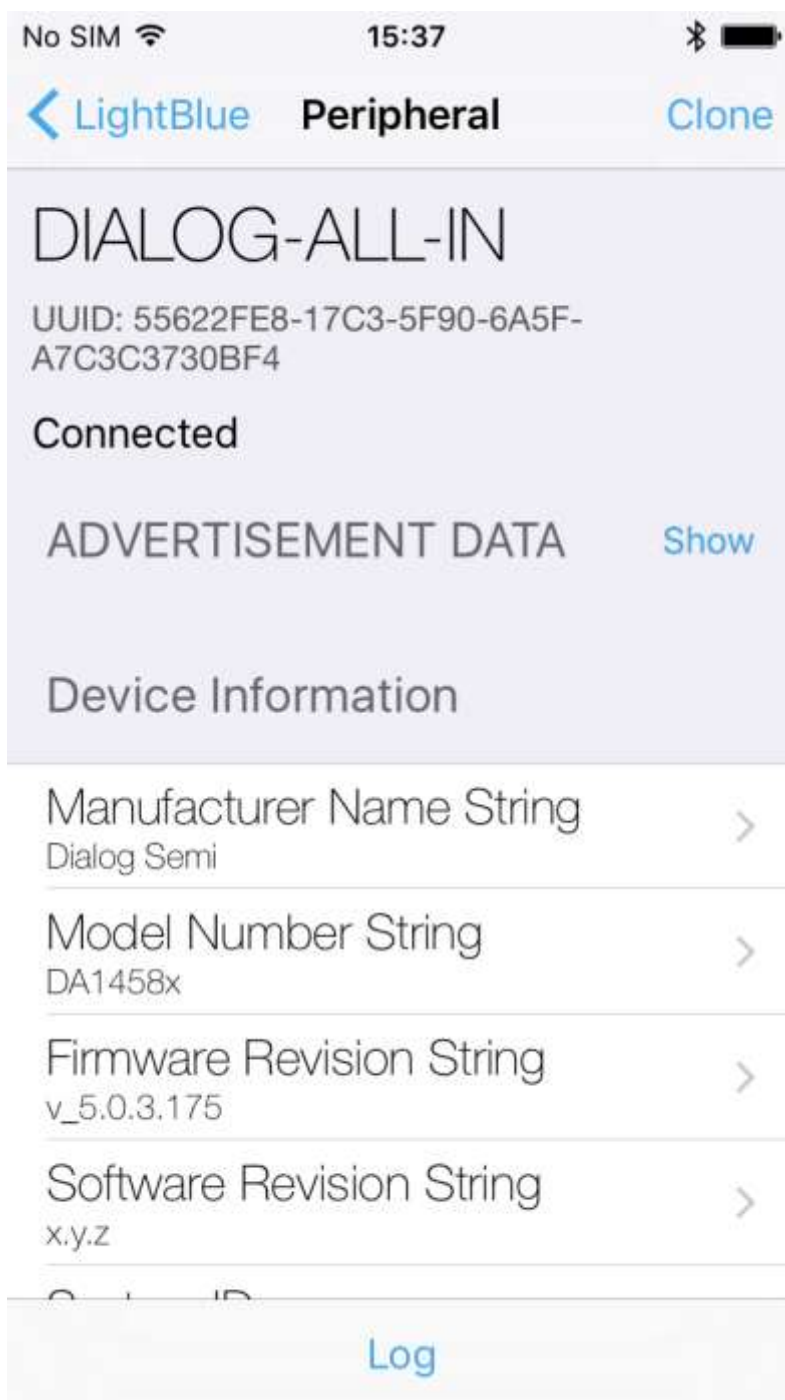 No SIM 15:37
LightBlue Peripheral Clone
DIALOG-ALL-IN
UUID: 55622FE8-17C3-5F90-6A5F-
A7C3C3730BF4
Connected
ADVERTISEMENT DATA Show
Device Information
Manufacturer Name String
Dialog Semi
Model Number String
DA1458x
Firmware Revision String
v_5.0.3.175
Software Revision String
x.y.z
Log